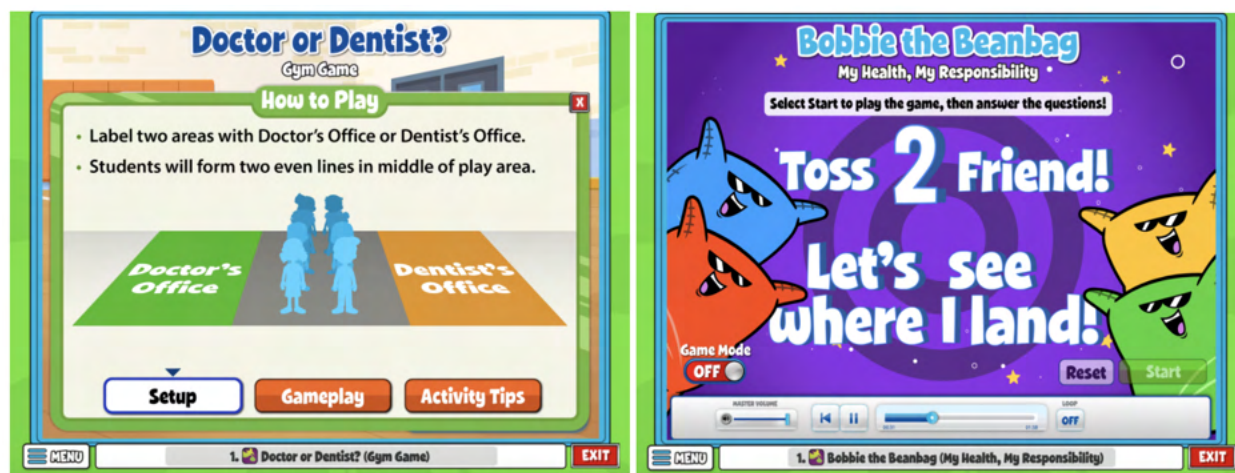 Doctor or Dentist?
Gym Game
How to Play
X
• Label two areas with Doctor's Office or Dentist's Office.
• Students will form two even lines in middle of play area.
Doctor's
Office
Dentist's
Office
Setup
Gameplay
Activity Tips
MENU
1. Doctor or Dentist? (Gym Game)
EXIT
Bobbie the Beanbag
My Health, My Responsibility
Select Start to play the game, then answer the questions!
Toss 2 Friend!
Let's see
where I land!
Game Mode
OFF
Reset
Start
MASTER VOLUME
LOOP
OFF
MENU
1. Bobbie the Beanbag (My Health, My Responsibility)
EXIT